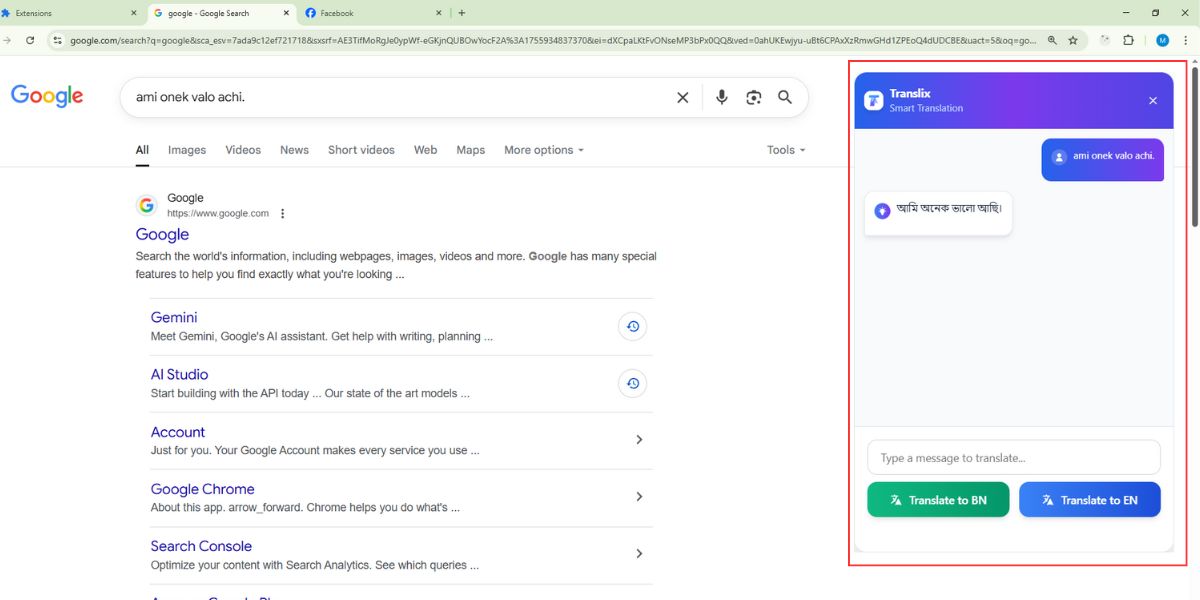 Extensions
google - Google Search
Facebook
google.com/search?q=google&sca_esv=7ada9c12ef721718&sxsrf=AE3TifMoRgJe0ypWf-eGKjnQUBOwYocF2A%3A1755934837370&ei=dXCpaLKtFvONseMP3bPx0QQ&ved=0ahUKEwjyu-uBt6CPAxXzRmwGHd1ZPEoQ4dUDCBE&uact=5&oq=go...
M
Google
ami onek valo achi.
All Images Videos News Short videos Web Maps More options Tools
Google
https://www.google.com
Google
Search the world's information, including webpages, images, videos and more. Google has many special
features to help you find exactly what you're looking ...
Gemini
Meet Gemini, Google's AI assistant. Get help with writing, planning ...
AI Studio
Start building with the API today ... Our state of the art models ...
Account
Just for you. Your Google Account makes every service you use ...
Google Chrome
About this app. arrow_forward. Chrome helps you do what's ...
Search Console
Optimize your content with Search Analytics. See which queries ...
Translix
Smart Translation
ami onek valo achi.
আমি অনেক ভালো আছি।
Type a message to translate...
Translate to BN
Translate to EN